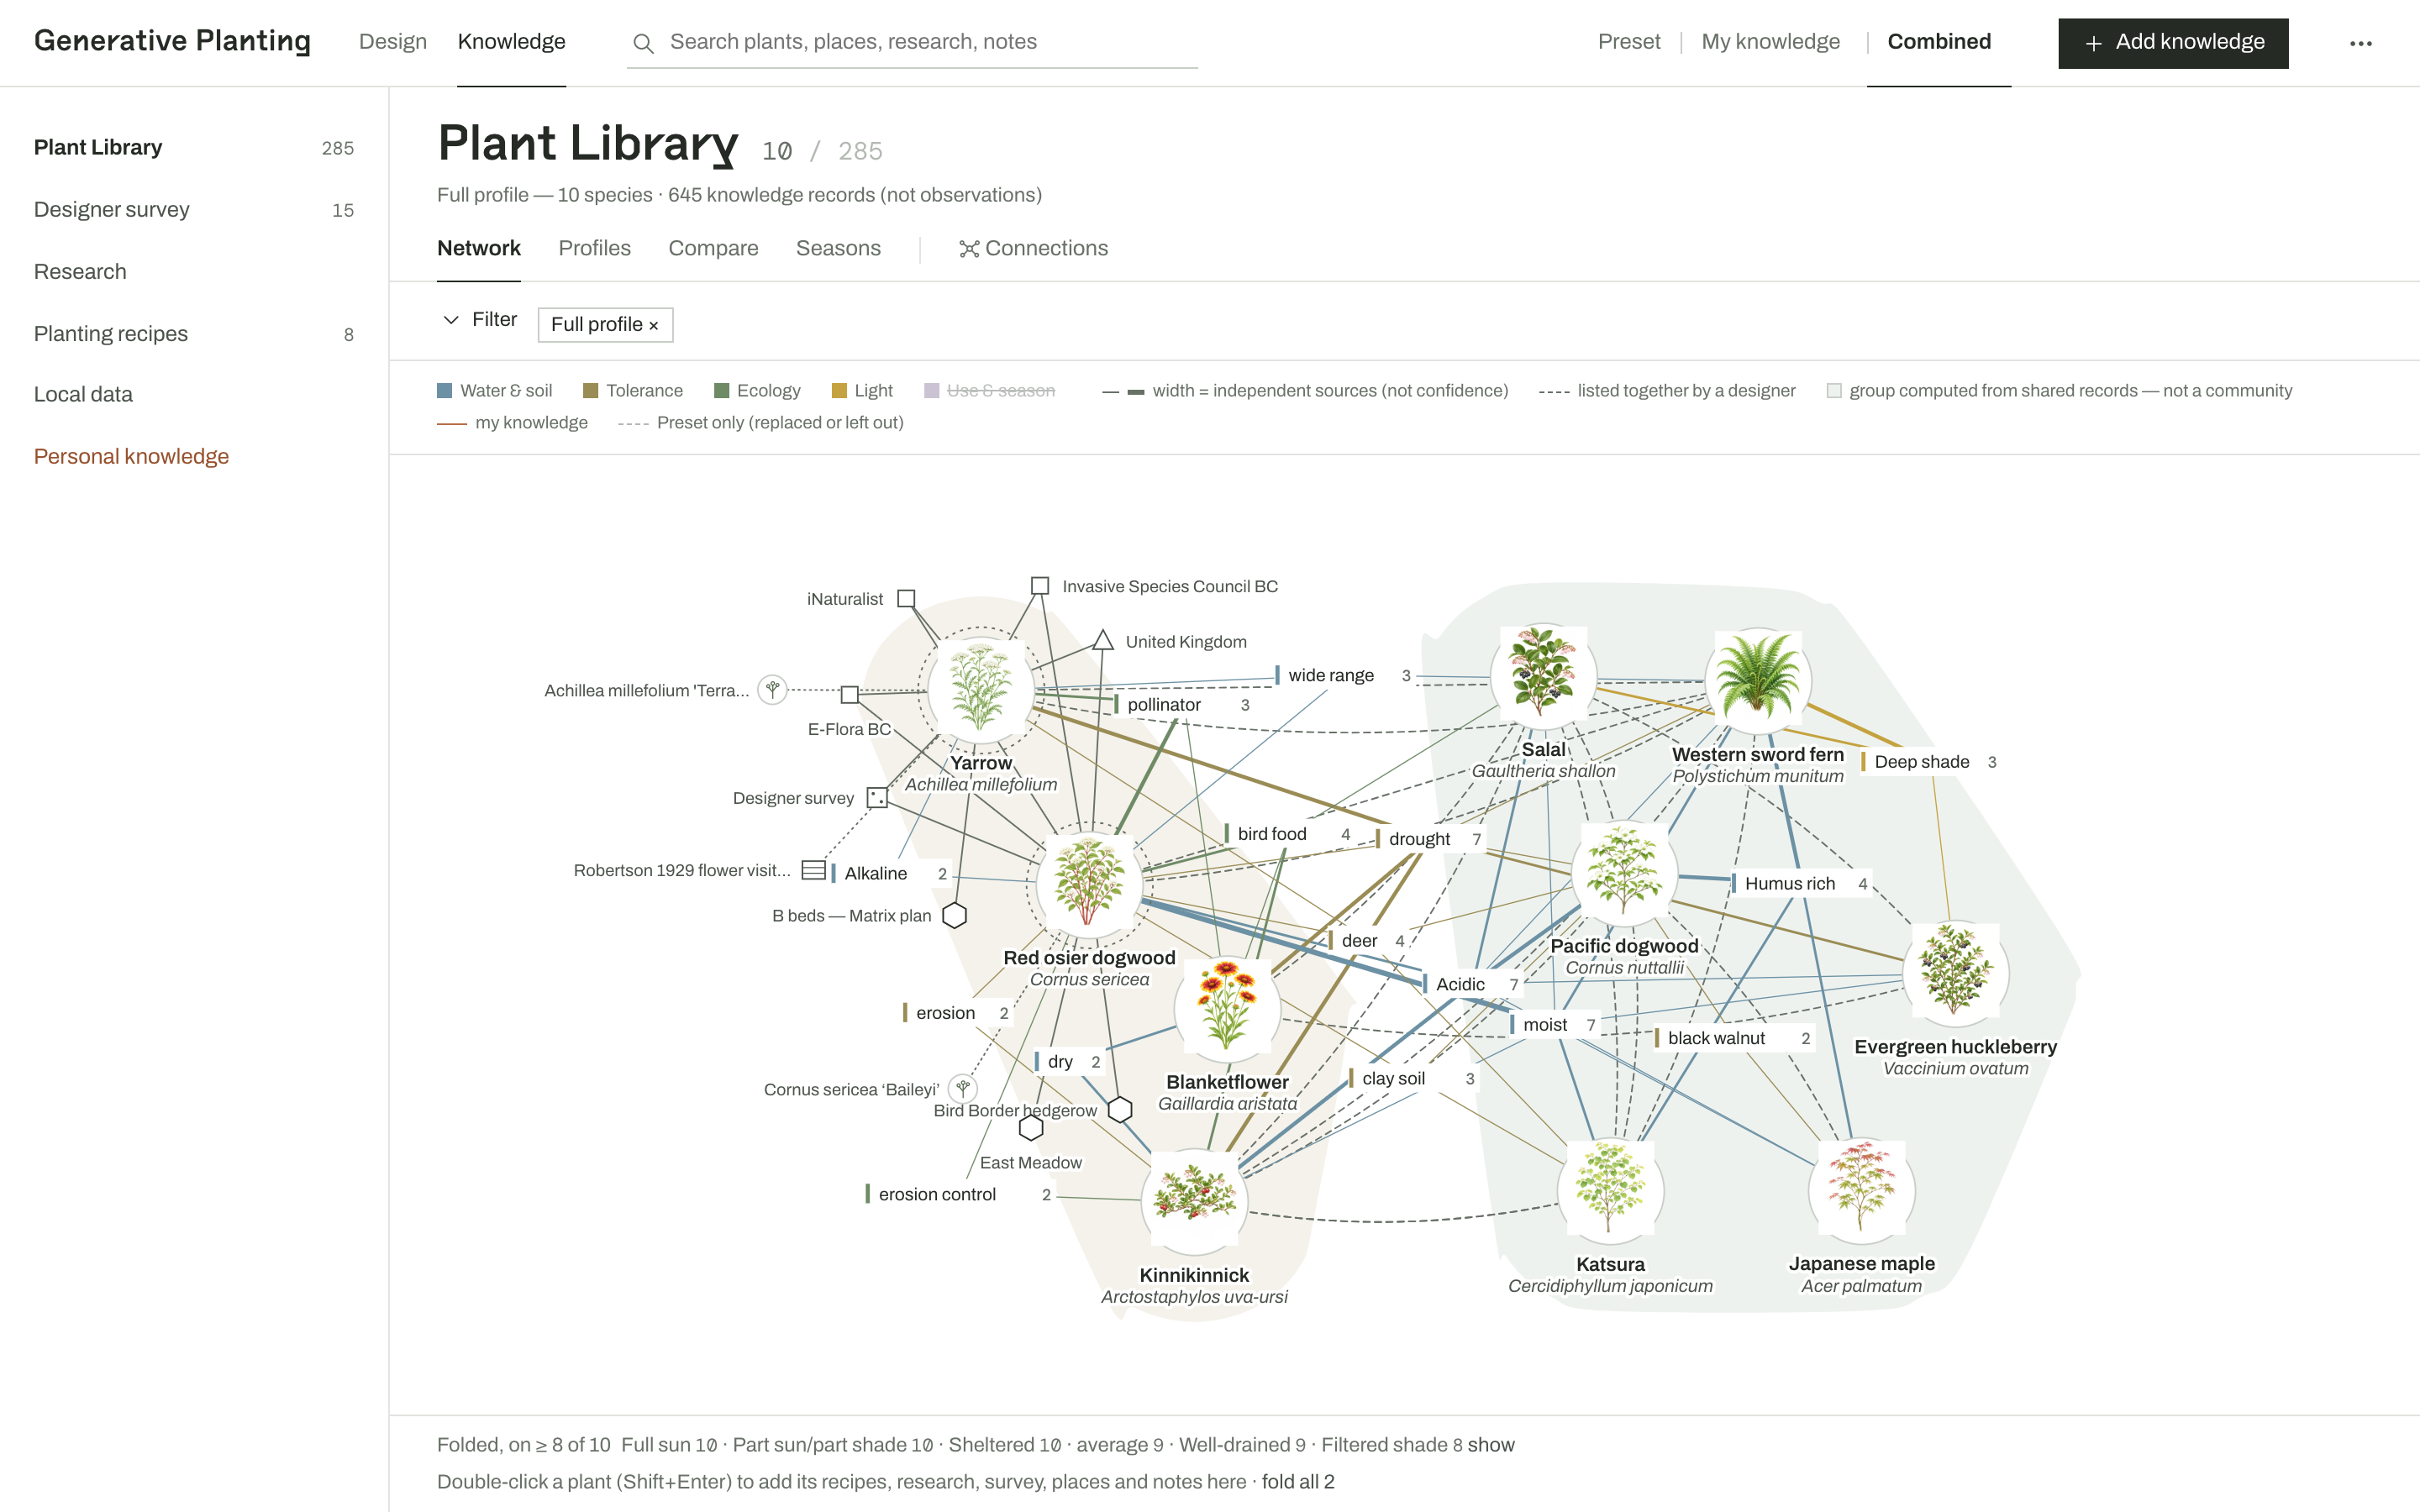 Generative Planting
Design
Knowledge
Search plants, places, research, notes
Preset
My knowledge
Combined
+ Add knowledge
Plant Library 285
Designer survey 15
Research
Planting recipes 8
Local data
Personal knowledge
Plant Library 10 / 285
Full profile — 10 species · 645 knowledge records (not observations)
Network
Profiles
Compare
Seasons
Connections
Filter
Full profile ×
Water & soil
Tolerance
Ecology
Light
Use & season
width = independent sources (not confidence)
listed together by a designer
group computed from shared records — not a community
my knowledge
Preset only (replaced or left out)
iNaturalist
Invasive Species Council BC
United Kingdom
wide range 3
Achillea millefolium 'Terra...
pollinator 3
E-Flora BC
Yarrow
Achillea millefolium
Salal
Gaultheria shallon
Western sword fern
Polystichum munitum
Deep shade 3
Designer survey
bird food 4
drought 7
Robertson 1929 flower visit...
Alkaline 2
Humus rich 4
B beds — Matrix plan
deer 4
Pacific dogwood
Cornus nuttallii
Red osier dogwood
Cornus sericea
Acidic 7
erosion 2
moist 7
black walnut 2
dry 2
Evergreen huckleberry
Vaccinium ovatum
clay soil 3
Blanketflower
Gaillardia aristata
Cornus sericea ‘Baileyi’
Bird Border hedgerow
East Meadow
erosion control 2
Kinnikinnick
Arctostaphylos uva-ursi
Katsura
Cercidiphyllum japonicum
Japanese maple
Acer palmatum
Folded, on ≥ 8 of 10 Full sun 10 · Part sun/part shade 10 · Sheltered 10 · average 9 · Well-drained 9 · Filtered shade 8 show
Double-click a plant (Shift+Enter) to add its recipes, research, survey, places and notes here · fold all 2